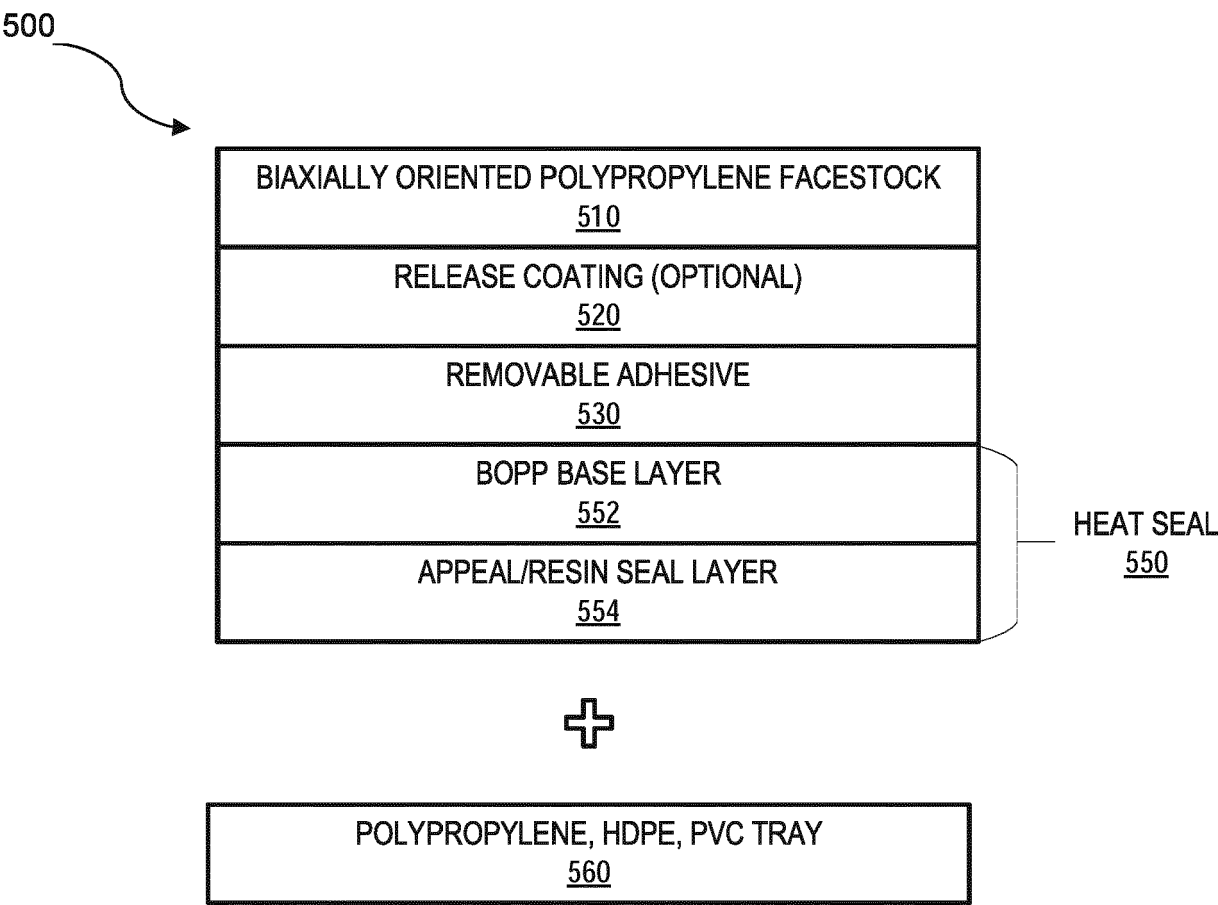 500
BIAXIALLY ORIENTED POLYPROPYLENE FACESTOCK
510
RELEASE COATING (OPTIONAL)
520
REMOVABLE ADHESIVE
530
BOPP BASE LAYER
552
APPEAL/RESIN SEAL LAYER
554
HEAT SEAL
550
POLYPROPYLENE, HDPE, PVC TRAY
560